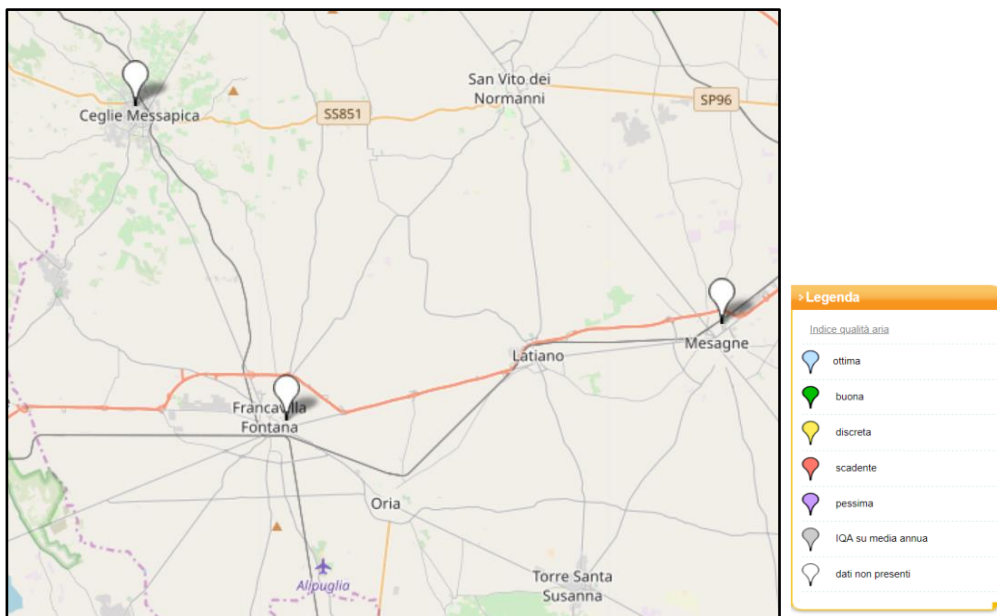 San Vito dei
Normanni
SP96
Ceglie Messapica
SS851
Mesagne
Latiano
Francavilla
Fontana
Oria
Alipuglia
Torre Santa
Susanna
› Legenda
Indice qualità aria
ottima
buona
discreta
scadente
pessima
IQA su media annua
dati non presenti